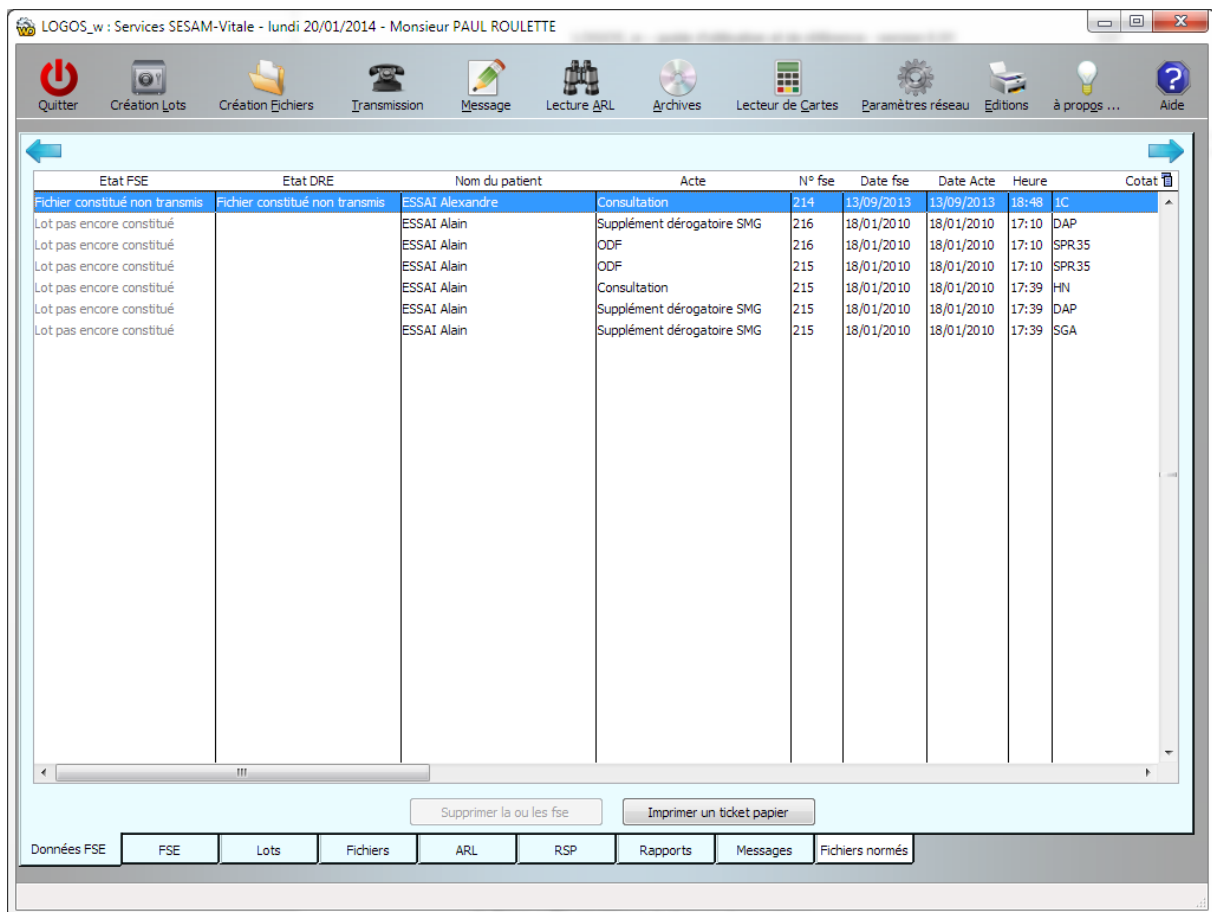 LOGOS_w : Services SESAM-Vitale - lundi 20/01/2014 - Monsieur PAUL ROULETTE
Quitter Création Lots Création Fichiers Transmission Message Lecture ARL Archives Lecteur de Cartes Paramètres réseau Editions à propos ... Aide
Etat FSE Etat DRE Nom du patient Acte N° fse Date fse Date Acte Heure Cotat
Fichier constitué non transmis Fichier constitué non transmis ESSAI Alexandre Consultation 214 13/09/2013 13/09/2013 18:48 1C
Lot pas encore constitué ESSAI Alain Supplément dérogatoire SMG 216 18/01/2010 18/01/2010 17:10 DAP
Lot pas encore constitué ESSAI Alain ODF 216 18/01/2010 18/01/2010 17:10 SPR35
Lot pas encore constitué ESSAI Alain ODF 215 18/01/2010 18/01/2010 17:10 SPR35
Lot pas encore constitué ESSAI Alain Consultation 215 18/01/2010 18/01/2010 17:39 HN
Lot pas encore constitué ESSAI Alain Supplément dérogatoire SMG 215 18/01/2010 18/01/2010 17:39 DAP
Lot pas encore constitué ESSAI Alain Supplément dérogatoire SMG 215 18/01/2010 18/01/2010 17:39 SGA
Supprimer la ou les fse Imprimer un ticket papier
Données FSE FSE Lots Fichiers ARL RSP Rapports Messages Fichiers normés